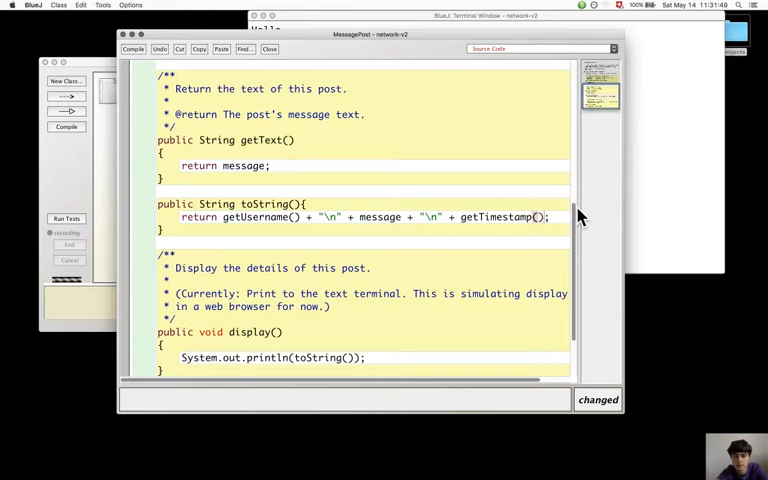 BlueJ Class Edit Tools Options 100% Sat May 14 11:31:49
BlueJ: Terminal Window - network-v2
MessagePost - network-v2
Compile Undo Cut Copy Paste Find... Close Source Code
New Class...
Compile
Run Tests
recording
End
Cancel
/**
* Return the text of this post.
*
* @return The post's message text.
*/
public String getText()
{
return message;
}
public String toString(){
return getUsername() + "\n" + message + "\n" + getTimestamp();
}
/**
* Display the details of this post.
*
* (Currently: Print to the text terminal. This is simulating display
* in a web browser for now.)
*/
public void display()
{
System.out.println(toString());
}
changed